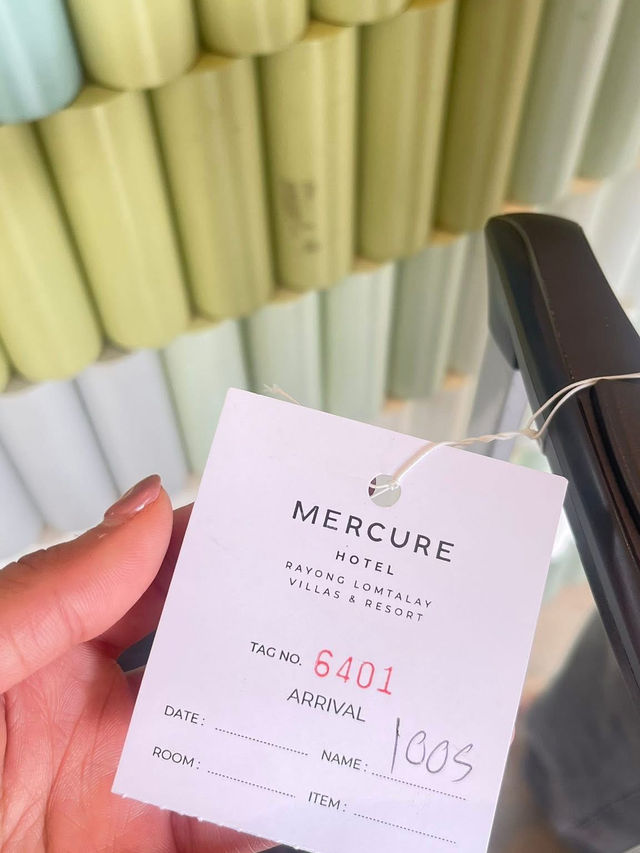 MERCURE
HOTEL
RAYONG LOMTALAY
VILLAS & RESORT
TAG NO. 6401
ARRIVAL
DATE:
NAME: 1005
ROOM:
ITEM: